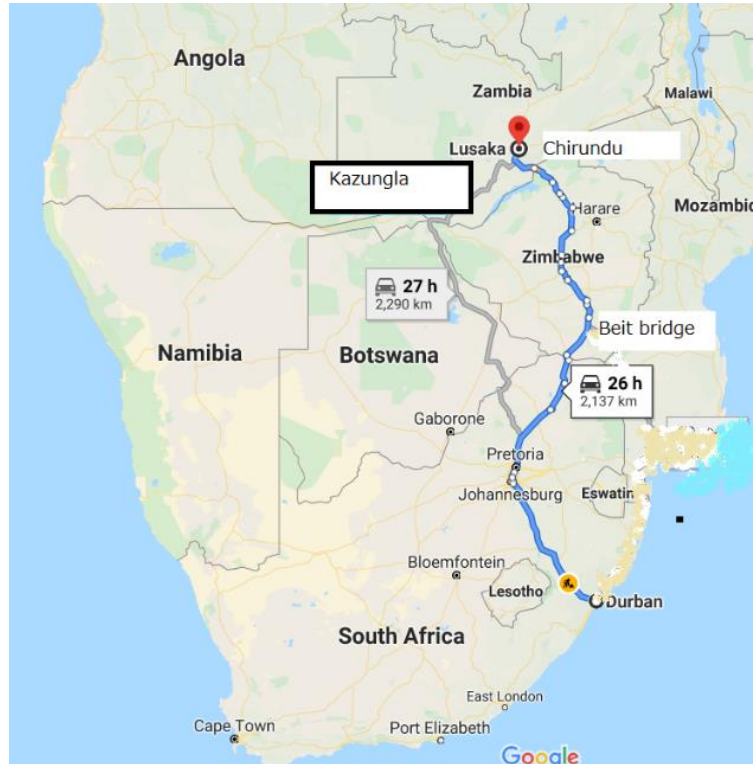 Angola
Zambia
Malawi
Lusaka
Chirundu
Kazungla
Harare
Mozambic
Zimbabwe
27 h
2,290 km
Beit bridge
Namibia
Botswana
26 h
2,137 km
Gaborone
Pretoria
Johannesburg
Eswatin
Bloemfontein
Lesotho
Durban
South Africa
East London
Cape Town
Port Elizabeth
Google